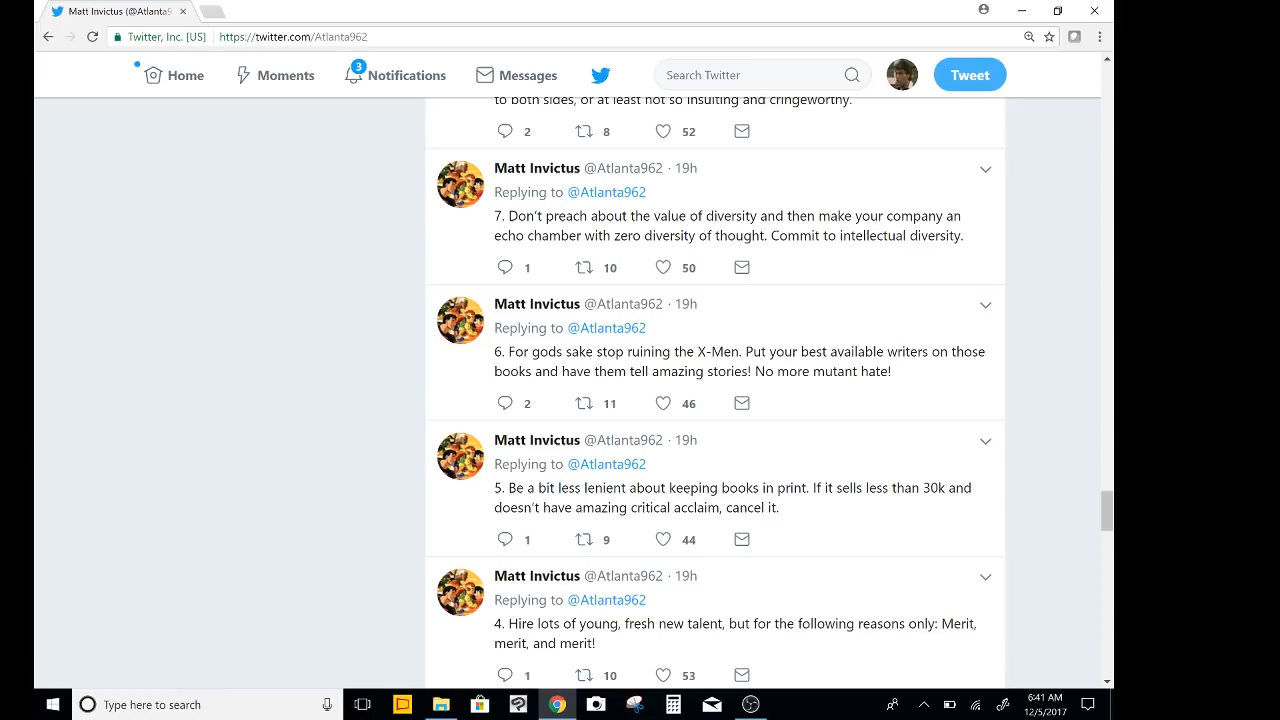 Matt Invictus (@Atlanta9
Twitter, Inc. [US] https://twitter.com/Atlanta962
Home Moments 3 Notifications Messages Search Twitter Tweet
to both sides, or at least not so insulting and cringeworthy.
2 8 52
Matt Invictus @Atlanta962 · 19h
Replying to @Atlanta962
7. Don't preach about the value of diversity and then make your company an
echo chamber with zero diversity of thought. Commit to intellectual diversity.
1 10 50
Matt Invictus @Atlanta962 · 19h
Replying to @Atlanta962
6. For gods sake stop ruining the X-Men. Put your best available writers on those
books and have them tell amazing stories! No more mutant hate!
2 11 46
Matt Invictus @Atlanta962 · 19h
Replying to @Atlanta962
5. Be a bit less lenient about keeping books in print. If it sells less than 30k and
doesn't have amazing critical acclaim, cancel it.
1 9 44
Matt Invictus @Atlanta962 · 19h
Replying to @Atlanta962
4. Hire lots of young, fresh new talent, but for the following reasons only: Merit,
merit, and merit!
1 10 53
Type here to search
6:41 AM
12/5/2017